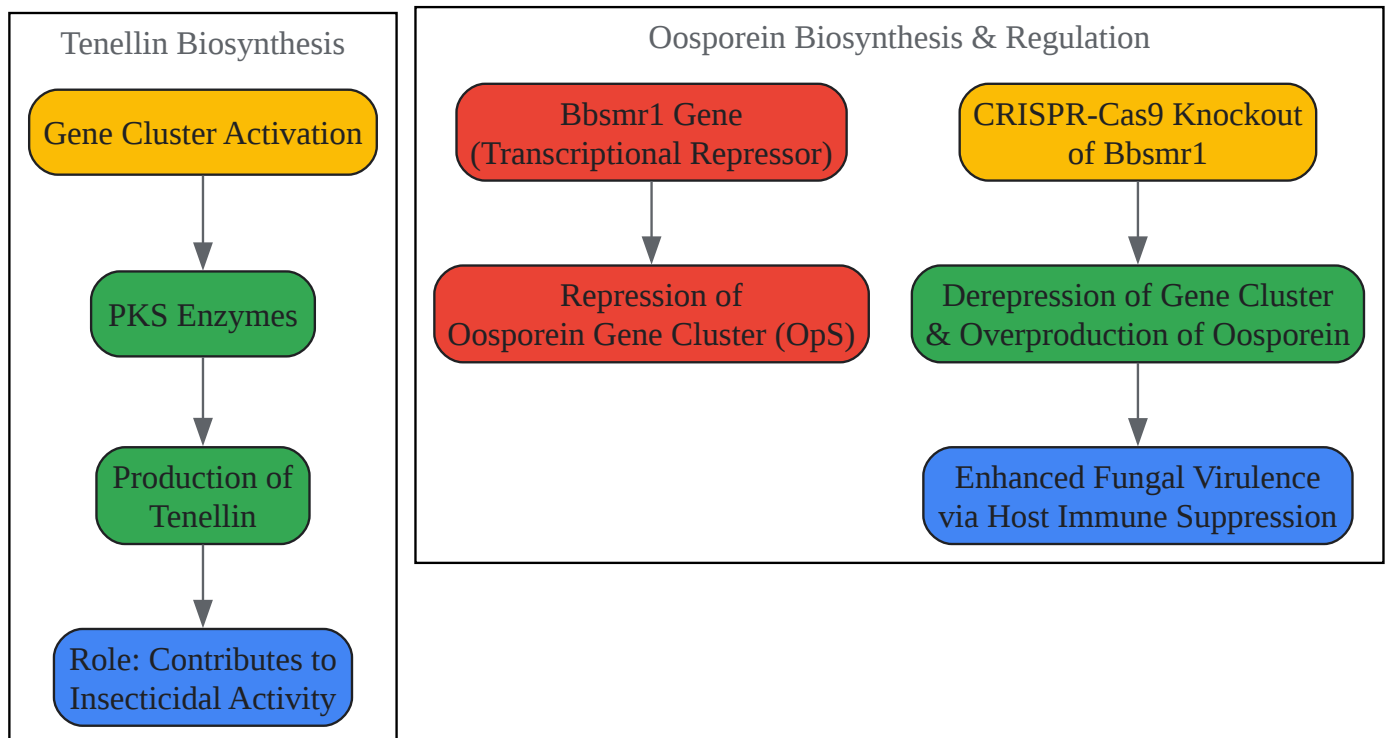 Tenellin Biosynthesis
Gene Cluster Activation
PKS Enzymes
Production of
Tenellin
Role: Contributes to
Insecticidal Activity
Oosporein Biosynthesis & Regulation
Bbsmr1 Gene
(Transcriptional Repressor)
Repression of
Oosporein Gene Cluster (OpS)
CRISPR-Cas9 Knockout
of Bbsmr1
Derepression of Gene Cluster
& Overproduction of Oosporein
Enhanced Fungal Virulence
via Host Immune Suppression